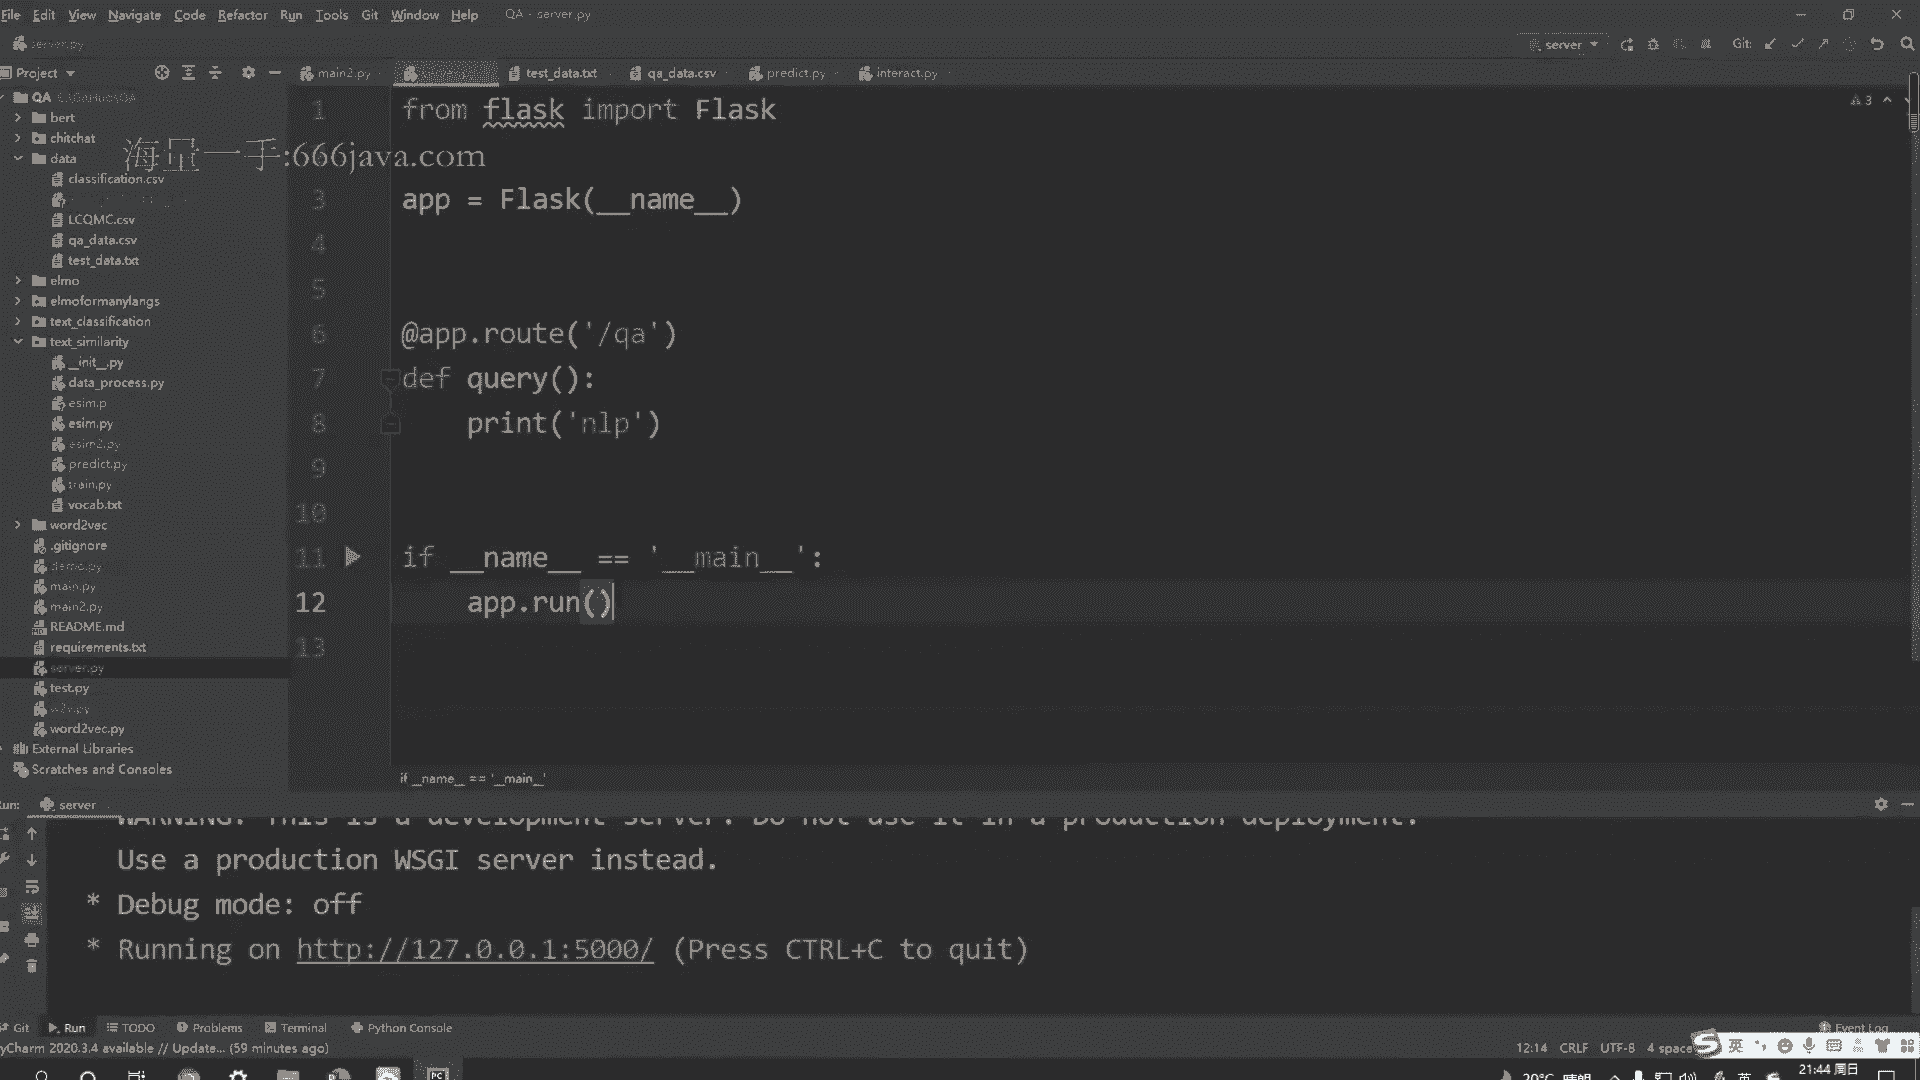 File Edit View Navigate Code Refactor Run Tools Git Window Help QA - server.py
server.py
server Git:
Project main2.py test_data.txt qa_data.csv predict.py interact.py
QA
bert
chitchat
data
海量一手:666java.com
classification.csv
LCQMC.csv
qa_data.csv
test_data.txt
elmo
elmoformanylangs
text_classification
text_similarity
__init__.py
data_process.py
esim.p
esim.py
esim2.py
predict.py
train.py
vocab.txt
word2vec
.gitignore
demo.py
main.py
main2.py
README.md
requirements.txt
server.py
test.py
w2v.py
word2vec.py
External Libraries
Scratches and Consoles
3
1 from flask import Flask
3 app = Flask(__name__)
4
5
6 @app.route('/qa')
7 def query():
8 print('nlp')
9
10
11 if __name__ == '__main__':
12 app.run()
13
if __name__ == '__main__'
Run: server
WARNING: This is a development server. Do not use it in a production deployment.
Use a production WSGI server instead.
* Debug mode: off
* Running on http://127.0.0.1:5000/ (Press CTRL+C to quit)
Git Run TODO Problems Terminal Python Console Event Log
yCharm 2020.3.4 available // Update... (59 minutes ago) 12:14 CRLF UTF-8 4 space 英
20°C 晴朗 英 21:44 周日